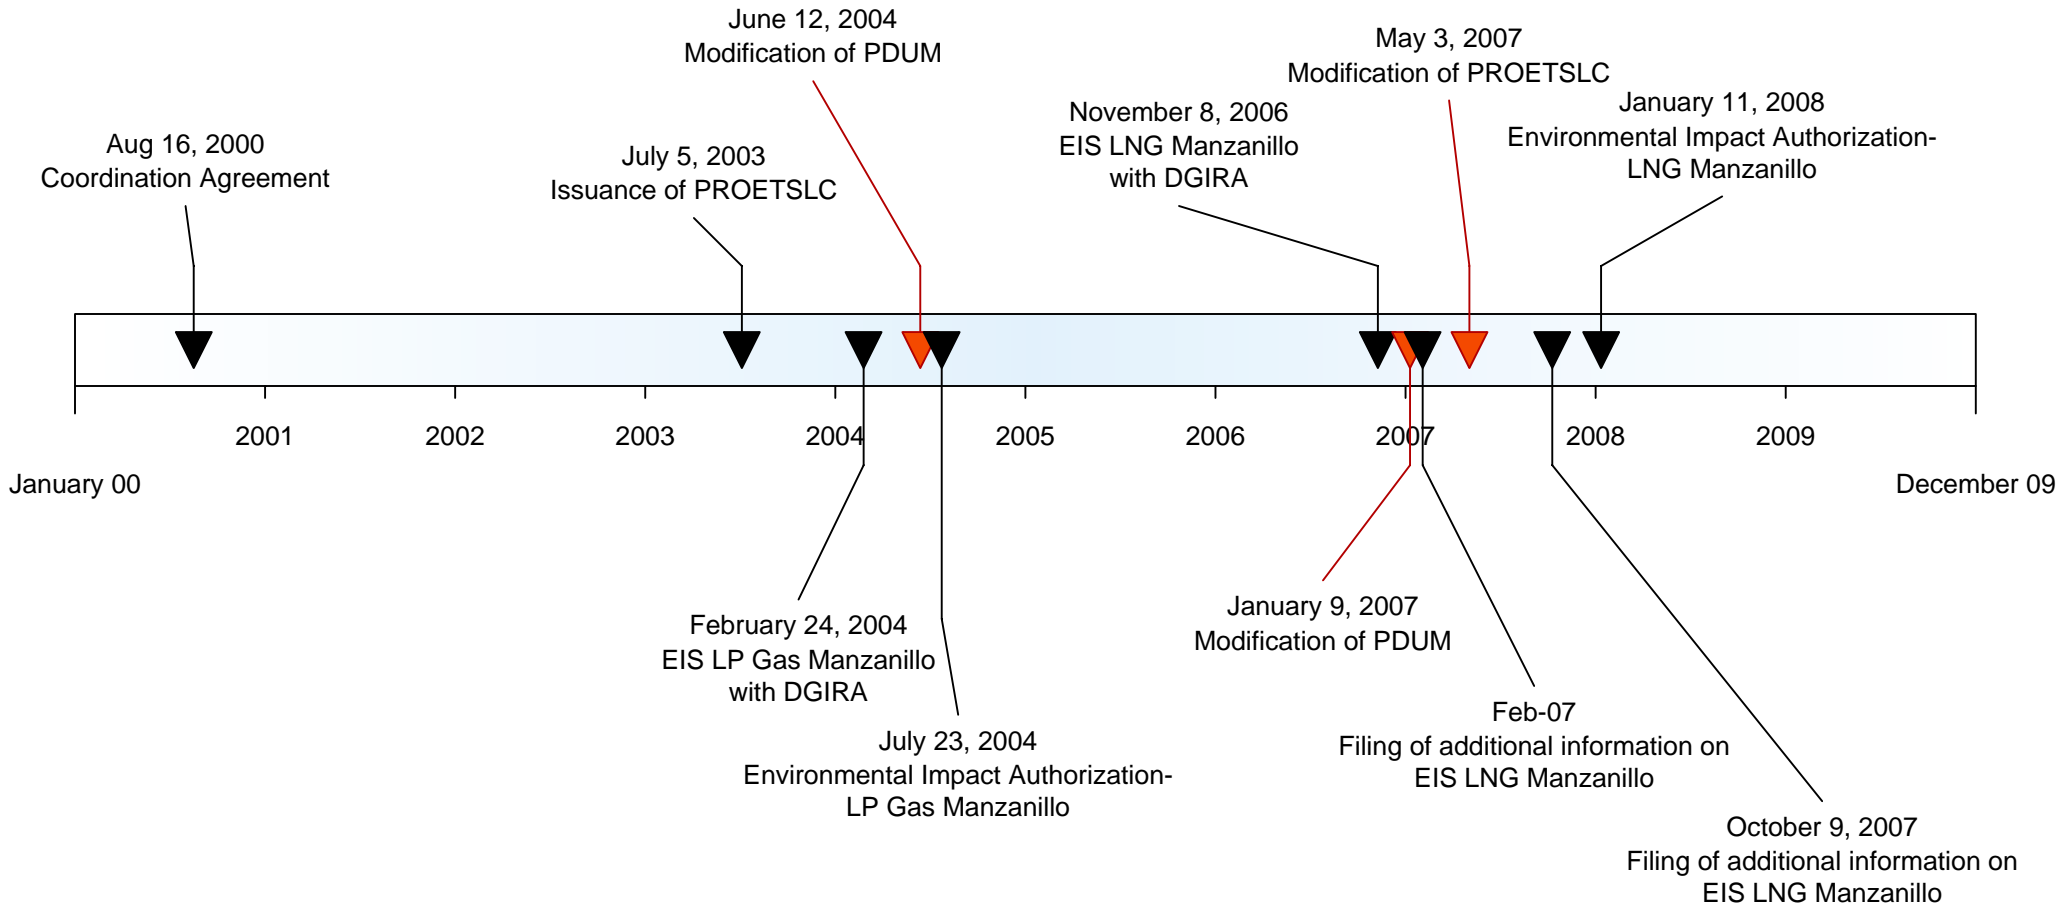 June 12, 2004
Modification of PDUM
May 3, 2007
Modification of PROETSLC
November 8, 2006
EIS LNG Manzanillo
with DGIRA
January 11, 2008
Environmental Impact Authorization-
LNG Manzanillo
Aug 16, 2000
Coordination Agreement
July 5, 2003
Issuance of PROETSLC
2001
2002
2003
2004
2005
2006
2007
2008
2009
January 00
December 09
February 24, 2004
EIS LP Gas Manzanillo
with DGIRA
January 9, 2007
Modification of PDUM
July 23, 2004
Environmental Impact Authorization-
LP Gas Manzanillo
Feb-07
Filing of additional information on
EIS LNG Manzanillo
October 9, 2007
Filing of additional information on
EIS LNG Manzanillo